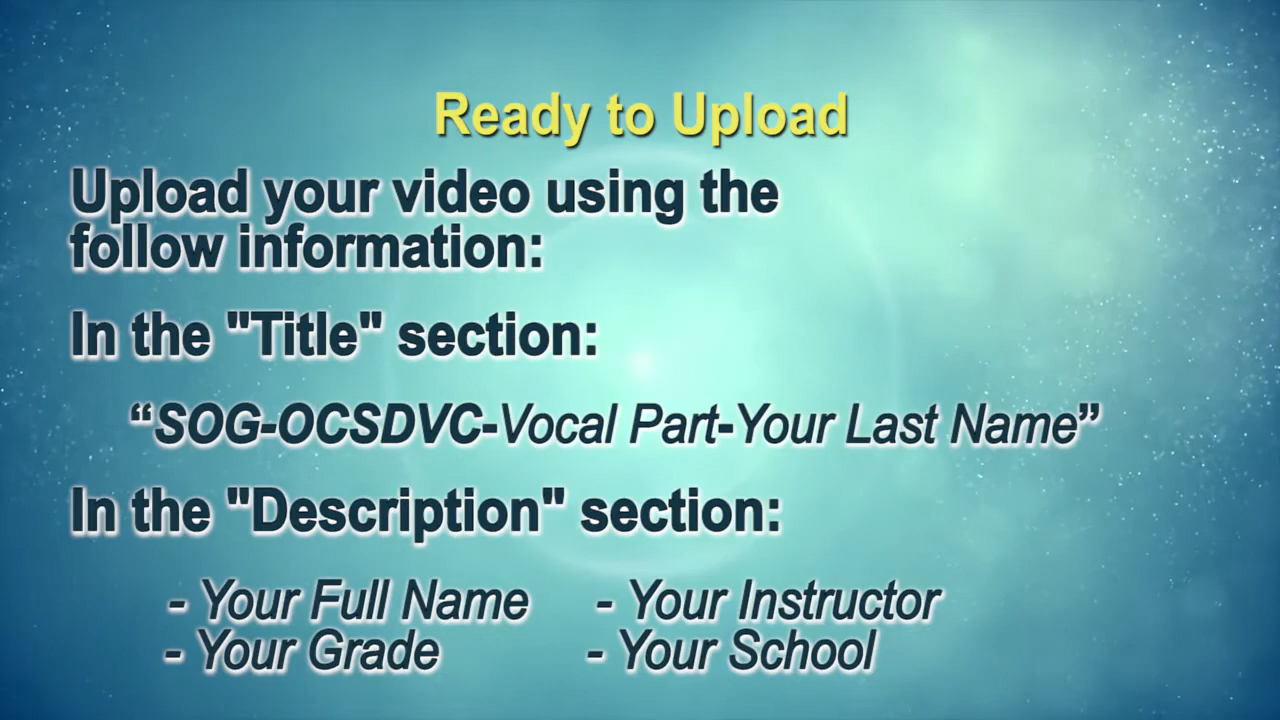 Ready to Upload
Upload your video using the
follow information:
In the "Title" section:
“SOG-OCSDVC-Vocal Part-Your Last Name”
In the "Description" section:
- Your Full Name - Your Instructor
- Your Grade - Your School